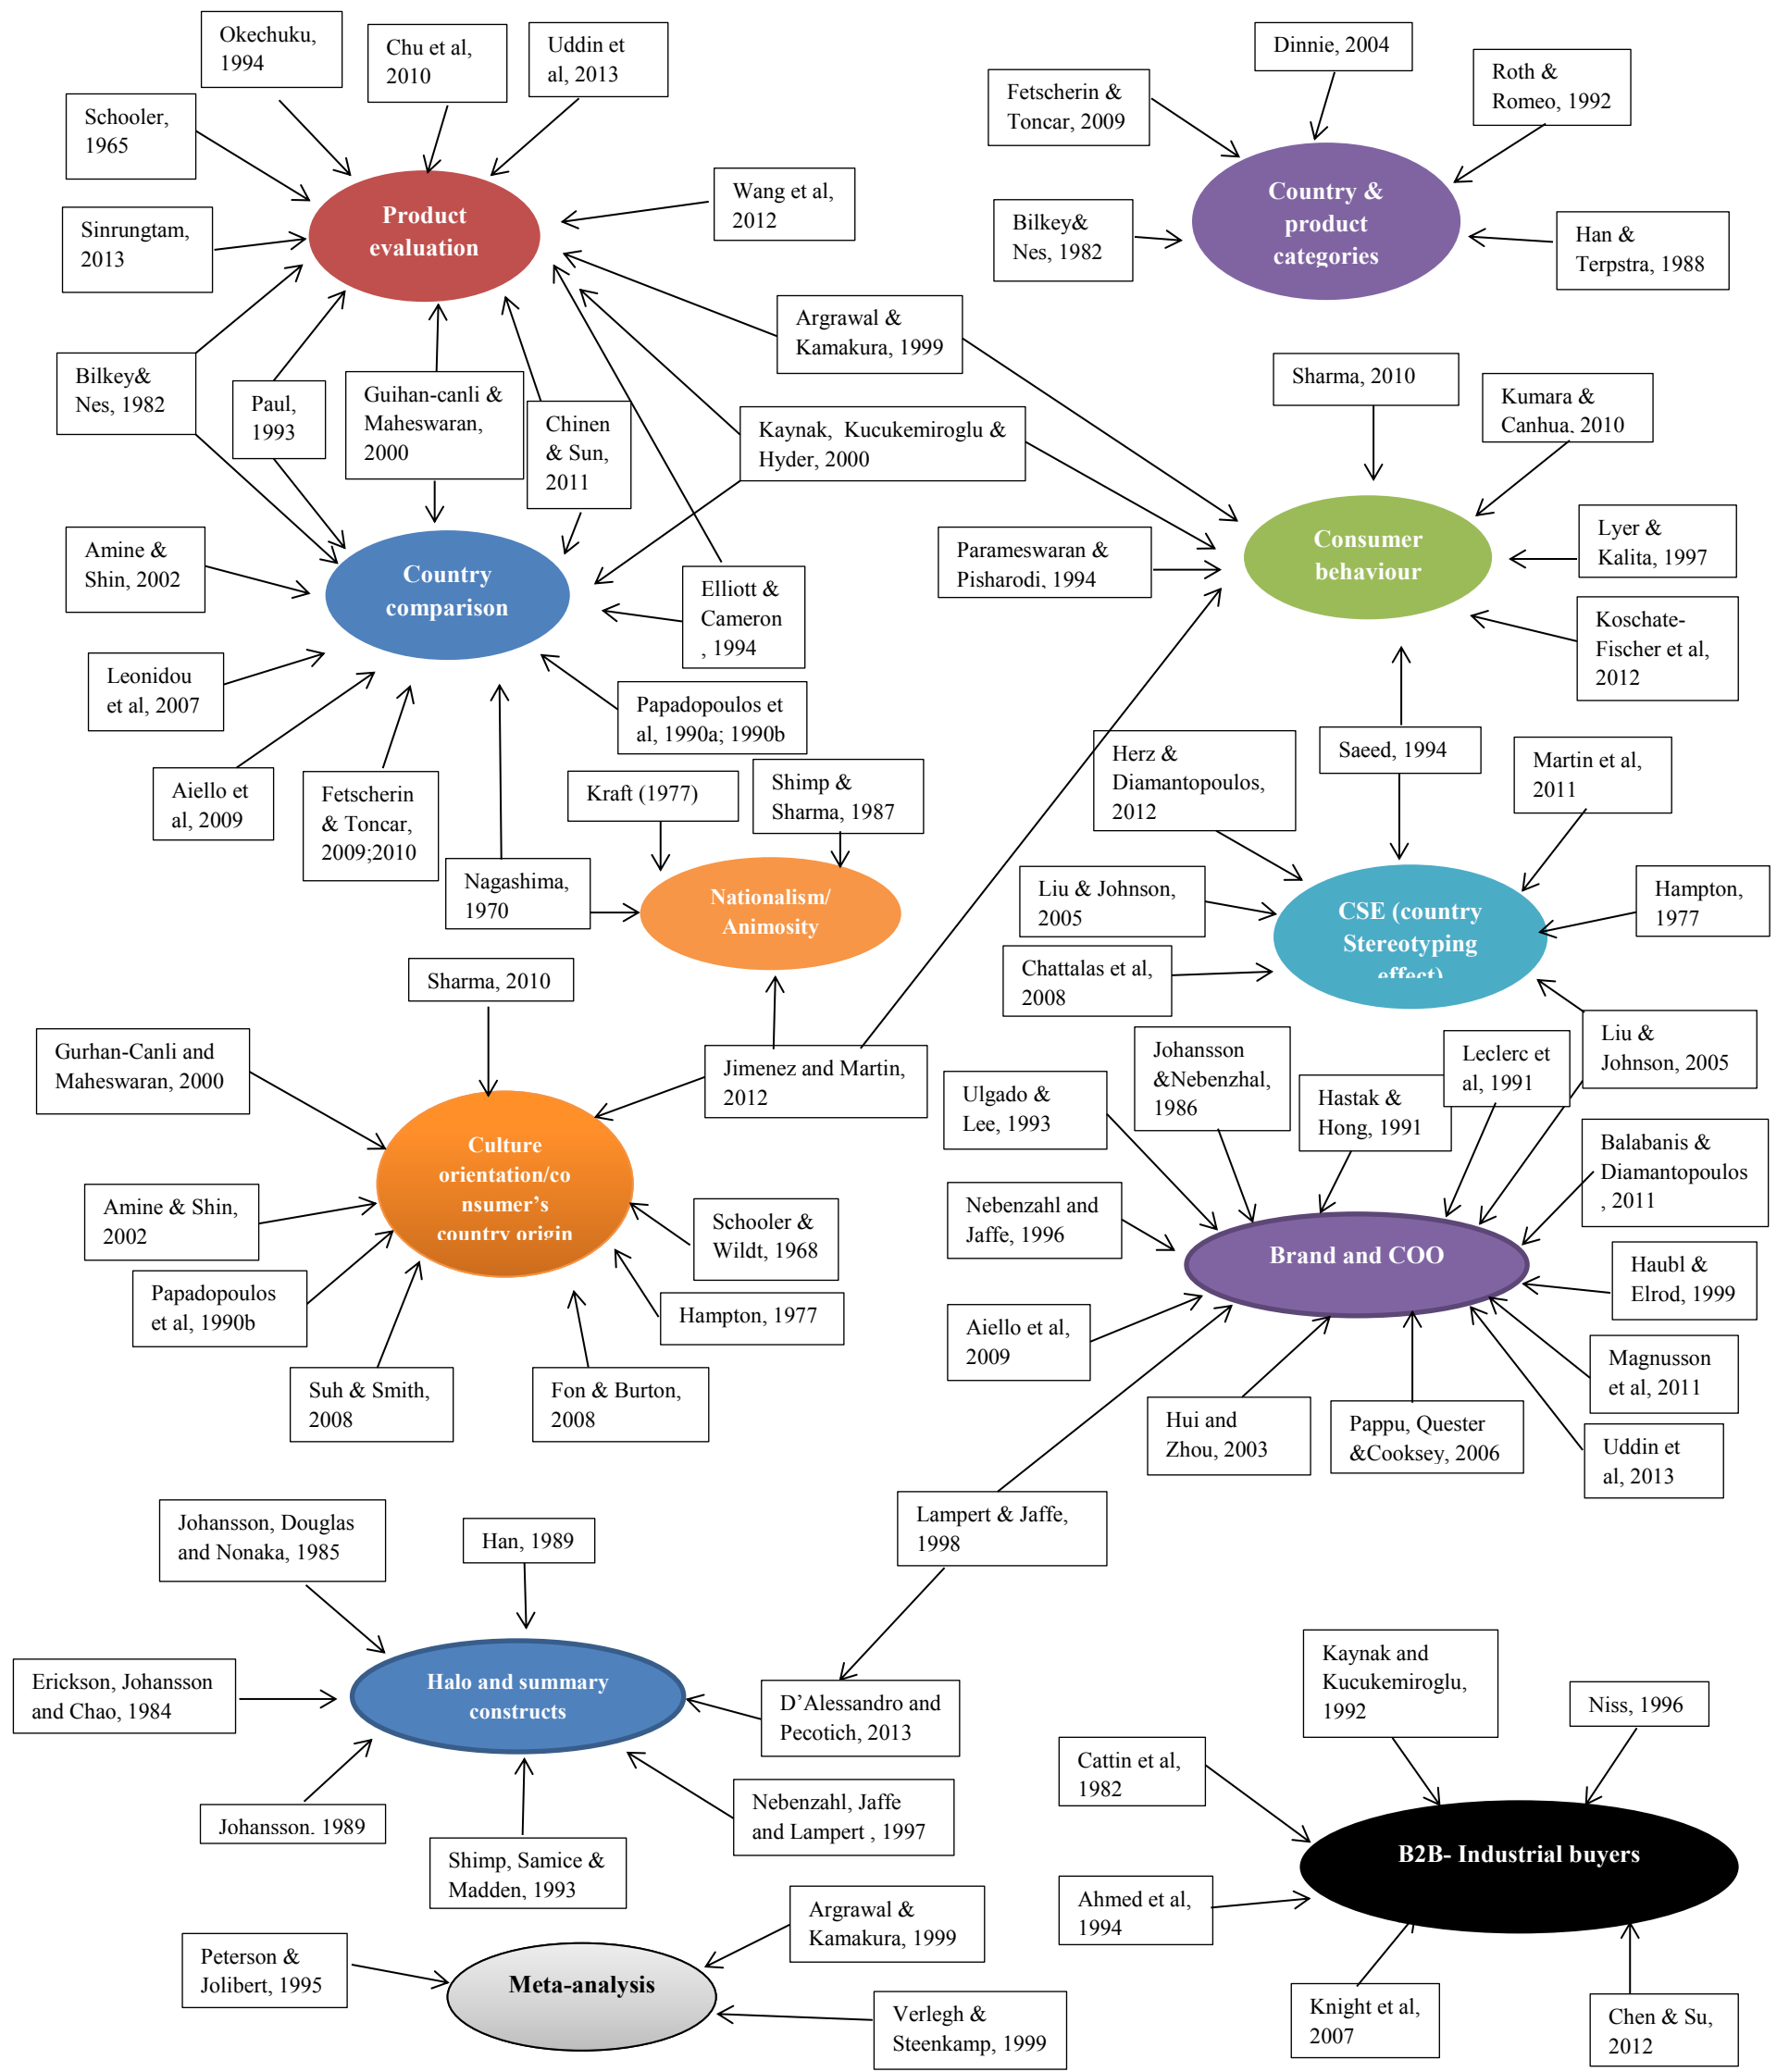 Okechuku,
1994
Chu et al,
2010
Uddin et
al, 2013
Dinnie, 2004
Fetscherin &
Toncar, 2009
Roth &
Romeo, 1992
Schooler,
1965
Product
evaluation
Wang et al,
2012
Country &
product
categories
Sinrungtam,
2013
Bilkey&
Nes, 1982
Han &
Terpstra, 1988
Argrawal &
Kamakura, 1999
Bilkey&
Nes, 1982
Paul,
1993
Guihan-canli &
Maheswaran,
2000
Chinen
& Sun,
2011
Kaynak, Kucukemiroglu &
Hyder, 2000
Sharma, 2010
Kumara &
Canhua, 2010
Amine &
Shin, 2002
Country
comparison
Elliott &
Cameron
, 1994
Parameswaran &
Pisharodi, 1994
Consumer
behaviour
Lyer &
Kalita, 1997
Koschate-
Fischer et al,
2012
Leonidou
et al, 2007
Papadopoulos et
al, 1990a; 1990b
Aiello et
al, 2009
Fetscherin
& Toncar,
2009;2010
Kraft (1977)
Shimp &
Sharma, 1987
Herz &
Diamantopoulos,
2012
Saeed, 1994
Martin et al,
2011
Nagashima,
1970
Nationalism/
Animosity
Liu & Johnson,
2005
CSE (country
Stereotyping
effect)
Hampton,
1977
Chattalas et al,
2008
Sharma, 2010
Gurhan-Canli and
Maheswaran, 2000
Jimenez and Martin,
2012
Ulgado &
Lee, 1993
Johansson
&Nebenzhal,
1986
Hastak &
Hong, 1991
Leclerc et
al, 1991
Liu &
Johnson, 2005
Culture
orientation/co
nsumer’s
country origin
Amine & Shin,
2002
Schooler &
Wildt, 1968
Nebenzahl and
Jaffe, 1996
Brand and COO
Balabanis &
Diamantopoulos
, 2011
Papadopoulos
et al, 1990b
Hampton, 1977
Haubl &
Elrod, 1999
Aiello et al,
2009
Magnusson
et al, 2011
Suh & Smith,
2008
Fon & Burton,
2008
Hui and
Zhou, 2003
Pappu, Quester
&Cooksey, 2006
Uddin et
al, 2013
Johansson, Douglas
and Nonaka, 1985
Han, 1989
Lampert & Jaffe,
1998
Erickson, Johansson
and Chao, 1984
Halo and summary
constructs
D’Alessandro and
Pecotich, 2013
Kaynak and
Kucukemiroglu,
1992
Niss, 1996
Cattin et al,
1982
Johansson, 1989
Shimp, Samice &
Madden, 1993
Nebenzahl, Jaffe
and Lampert , 1997
B2B- Industrial buyers
Ahmed et al,
1994
Argrawal &
Kamakura, 1999
Peterson &
Jolibert, 1995
Meta-analysis
Verlegh &
Steenkamp, 1999
Knight et al,
2007
Chen & Su,
2012